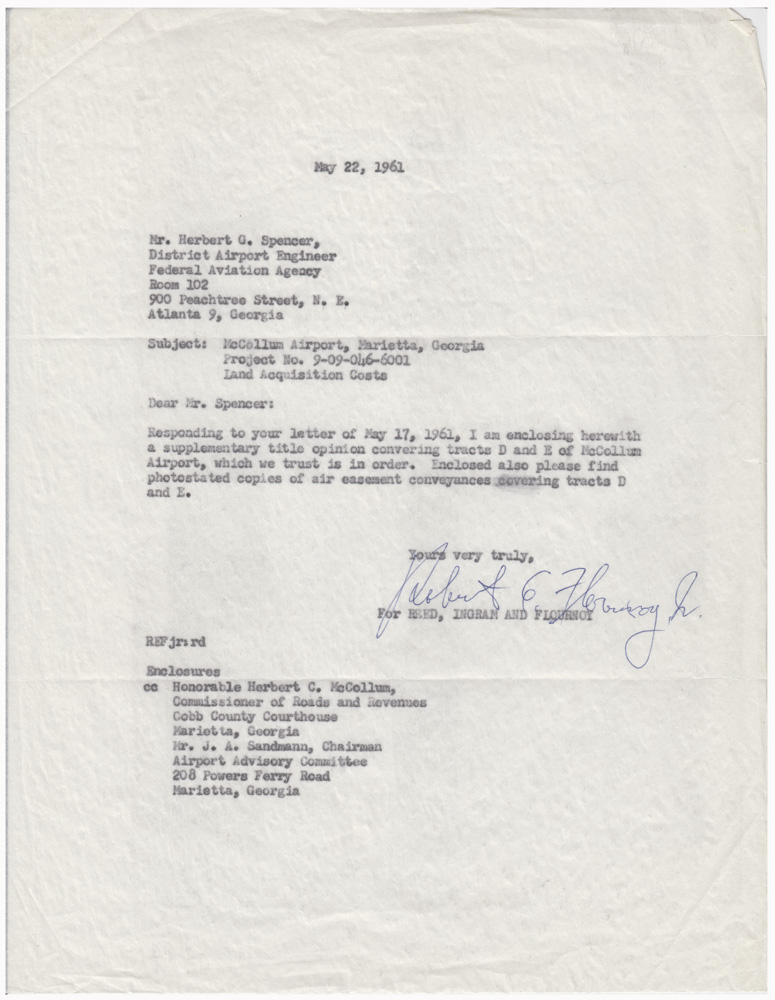 May 22, 1961
Mr. Herbert G. Spencer,
District Airport Engineer
Federal Aviation Agency
Room 102
900 Peachtree Street, N. E.
Atlanta 9, Georgia
Subject: McCollum Airport, Marietta, Georgia
Project No. 9-09-046-6001
Land Acquisition Costs
Dear Mr. Spencer:
Responding to your letter of May 17, 1961, I am enclosing herewith
a supplementary title opinion convering tracts D and E of McCollum
Airport, which we trust is in order. Enclosed also please find
photostated copies of air easement conveyances covering tracts D
and E.
Yours very truly,
Robert E. Flournoy, Jr.
For REED, INGRAM AND FLOURNOY
REFjr:rd
Enclosures
cc Honorable Herbert C. McCollum,
Commissioner of Roads and Revenues
Cobb County Courthouse
Marietta, Georgia
Mr. J. A. Sandmann, Chairman
Airport Advisory Committee
208 Powers Ferry Road
Marietta, Georgia